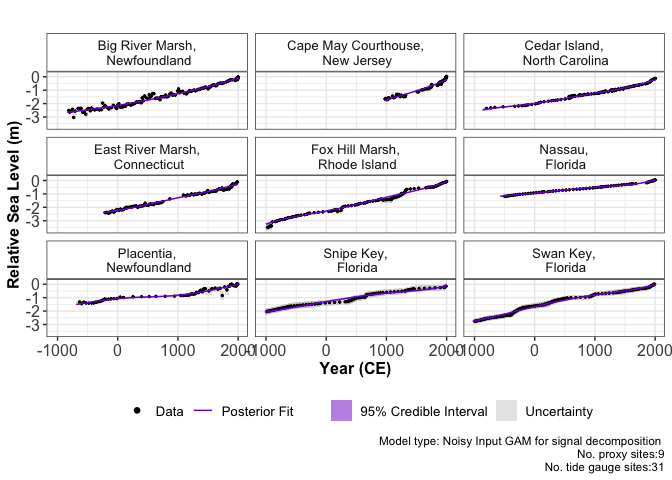 Big River Marsh,
Newfoundland
Cape May Courthouse,
New Jersey
Cedar Island,
North Carolina
0
-1
-2
-3
East River Marsh,
Connecticut
Fox Hill Marsh,
Rhode Island
Nassau,
Florida
0
-1
-2
-3
Placentia,
Newfoundland
Snipe Key,
Florida
Swan Key,
Florida
0
-1
-2
-3
Relative Sea Level (m)
-1000 0 1000 2000 -1000 0 1000 2000 -1000 0 1000 2000
Year (CE)
Data Posterior Fit 95% Credible Interval Uncertainty
Model type: Noisy Input GAM for signal decomposition
No. proxy sites:9
No. tide gauge sites:31